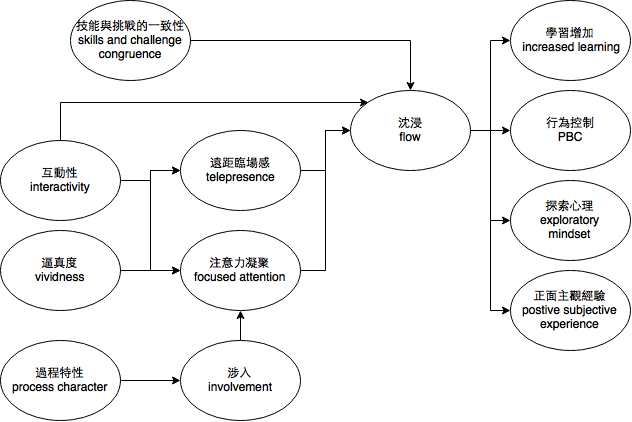 技能與挑戰的一致性
skills and challenge
congruence
學習增加
increased learning
沈浸
flow
行為控制
PBC
互動性
interactivity
遠距臨場感
telepresence
探索心理
exploratory
mindset
逼真度
vividness
注意力凝聚
focused attention
正面主觀經驗
postive subjective
experience
過程特性
process character
涉入
involvement